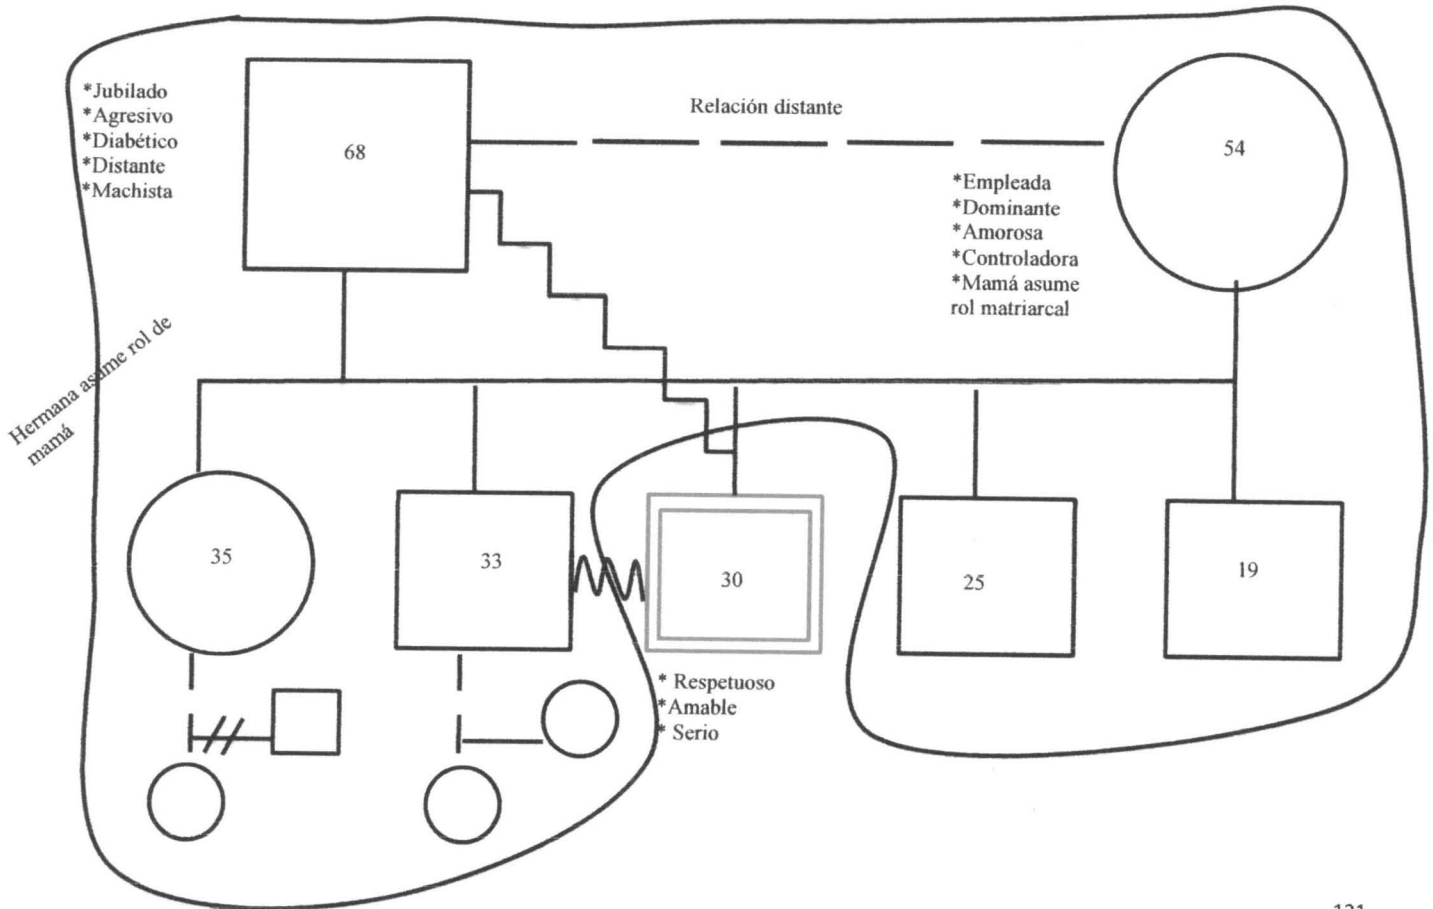 *Jubilado
*Agresivo
*Diabético
*Distante
*Machista
68
Relación distante
54
*Empleada
*Dominante
*Amorosa
*Controladora
*Mamá asume
rol matriarcal
Hermana asume rol de
mamá
35
33
30
25
19
* Respetuoso
*Amable
* Serio